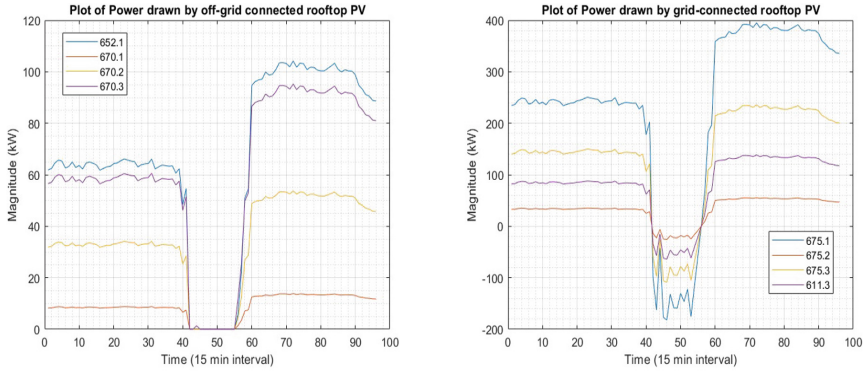 Plot of Power drawn by off-grid connected rooftop PV
120
100
80
60
40
20
0
Magnitude (kW)
652.1
670.1
670.2
670.3
0 10 20 30 40 50 60 70 80 90 100
Time (15 min interval)
Plot of Power drawn by grid-connected rooftop PV
400
300
200
100
0
-100
-200
Magnitude (kW)
675.1
675.2
675.3
611.3
0 10 20 30 40 50 60 70 80 90 100
Time (15 min interval)